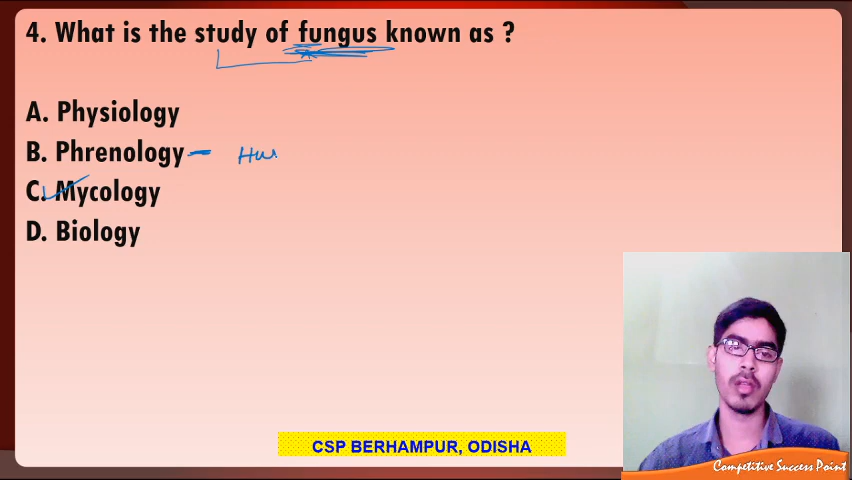 4. What is the study of fungus known as ?
A. Physiology
B. Phrenology - Hu
C. Mycology
D. Biology
CSP BERHAMPUR, ODISHA
Competitive Success Point